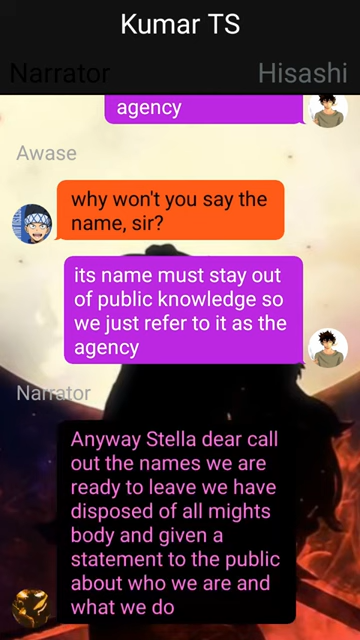 Kumar TS
Narrator
Hisashi
agency
Awase
why won't you say the
name, sir?
its name must stay out
of public knowledge so
we just refer to it as the
agency
Narrator
Anyway Stella dear call
out the names we are
ready to leave we have
disposed of all mights
body and given a
statement to the public
about who we are and
what we do